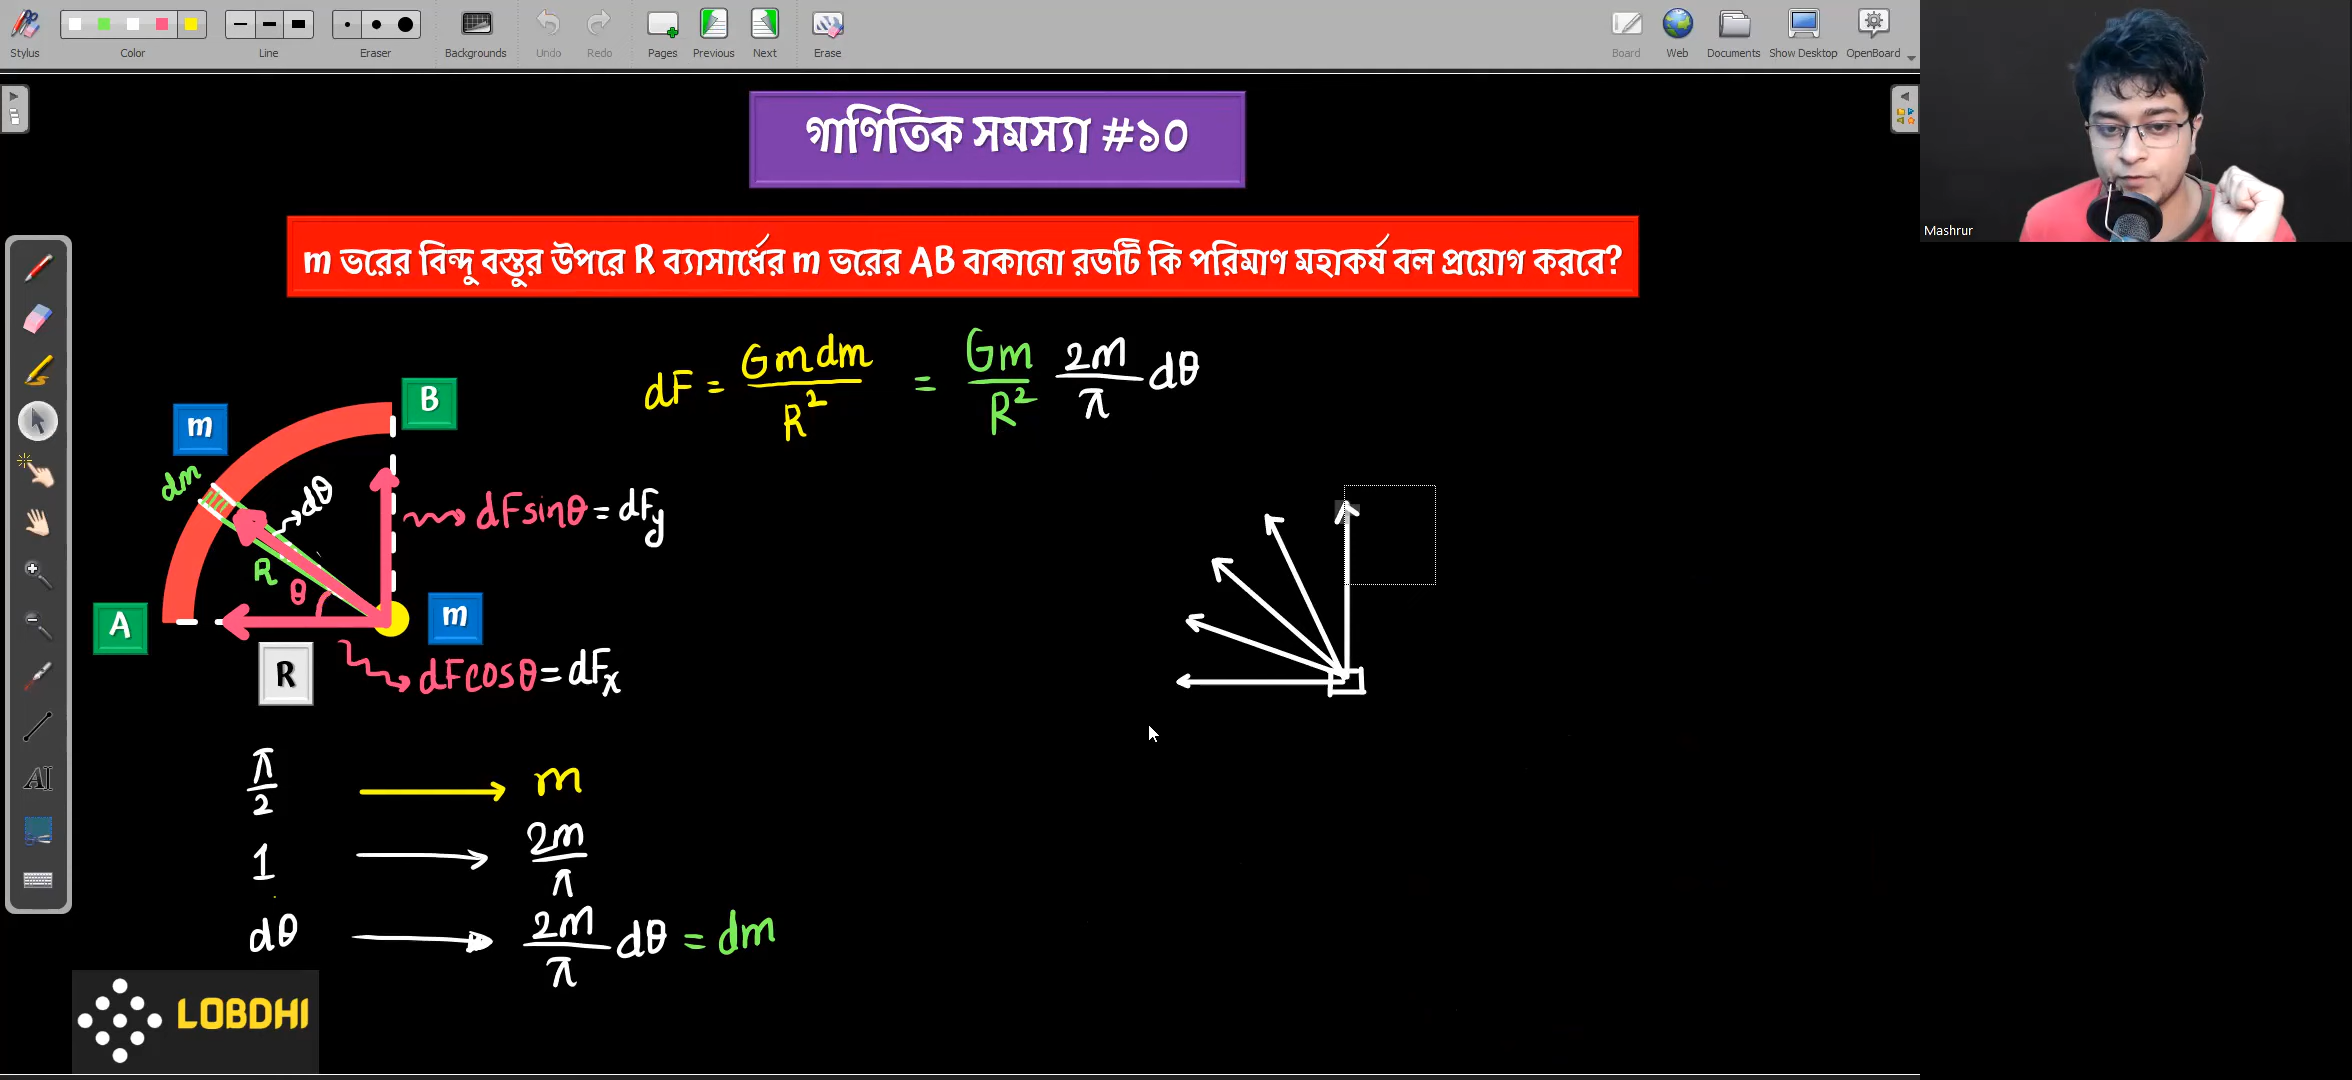 Stylus
Color
Line
Eraser
Backgrounds
Undo
Redo
Pages
Previous
Next
Erase
Board
Web
Documents
Show Desktop
OpenBoard
Mashrur
গাণিতিক সমস্যা #১০
m ভরের বিন্দু বস্তুর উপরে R ব্যাসার্ধের m ভরের AB বাকানো রডটি কি পরিমাণ মহাকর্ষ বল প্রয়োগ করবে?
dF = Gmdm/R² = Gm/R² 2m/π dθ
B
m
dm
dθ
dFsinθ = dFy
R
θ
A
m
R
dFcosθ = dFx
π/2 → m
1 → 2m/π
dθ → 2m/π dθ = dm
LOBDHI